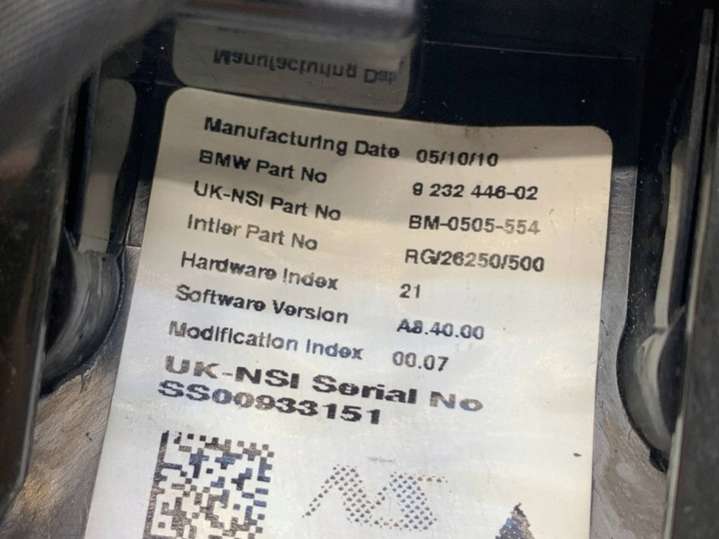 Manufacturing Date
Manufacturing Date 05/10/10
BMW Part No 9 232 446-02
UK-NSI Part No BM-0505-554
Intier Part No RG/26250/500
Hardware Index 21
Software Version A8.40.00
Modification Index 00.07
UK-NSI Serial No
SS00933151